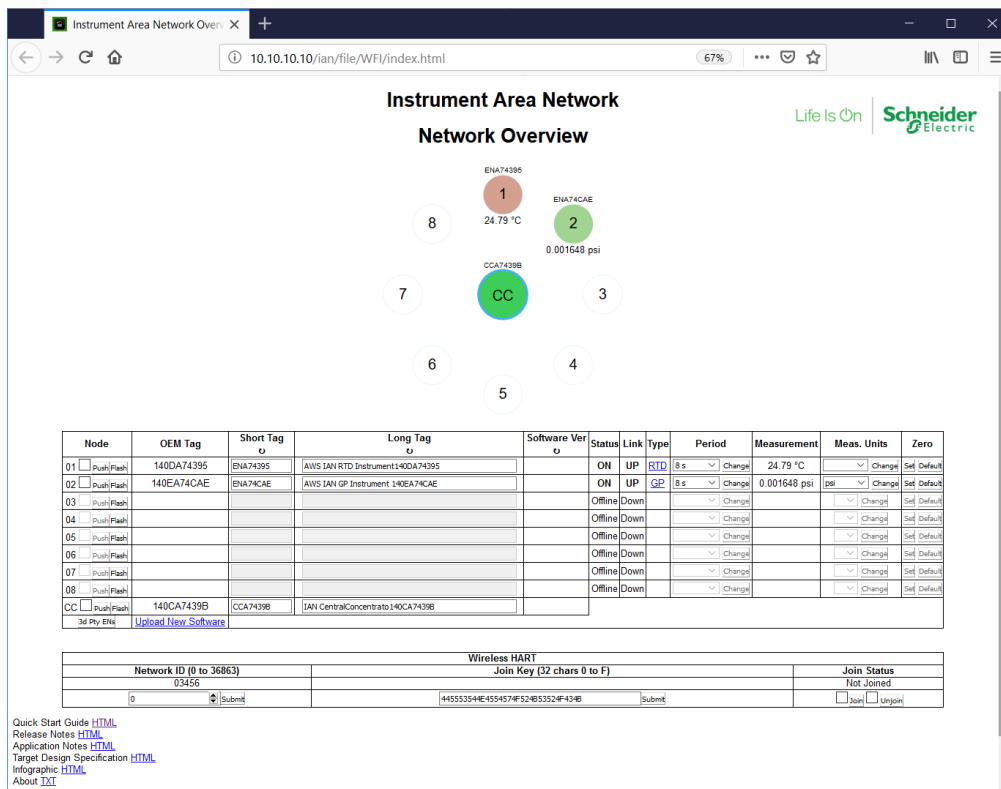 Instrument Area Network Over
10.10.10.10/ian/file/WFI/index.html
67%
Instrument Area Network
Network Overview
Life Is On
Schneider
Electric
ENA74395
1
24.79 °C
ENA74CAE
2
0.001648 psi
8
CCA7439B
CC
7
3
6
4
5
Node OEM Tag Short Tag Long Tag Software Ver Status Link Type Period Measurement Meas. Units Zero
01 Push Flash 140DA74395 ENA74395 AWS IAN RTD Instrument140DA74395 ON UP RTD 8 s Change 24.79 °C Change Set Default
02 Push Flash 140EA74CAE ENA74CAE AWS IAN GP Instrument 140EA74CAE ON UP GP 8 s Change 0.001648 psi psi Change Set Default
03 Push Flash Offline Down Change Change Set Default
04 Push Flash Offline Down Change Change Set Default
05 Push Flash Offline Down Change Change Set Default
06 Push Flash Offline Down Change Change Set Default
07 Push Flash Offline Down Change Change Set Default
08 Push Flash Offline Down Change Change Set Default
CC Push Flash 140CA7439B CCA7439B IAN CentralConcentrato140CA7439B
3d Pty ENs Upload New Software
Wireless HART
Network ID (0 to 36863) Join Key (32 chars 0 to F) Join Status
03456 Not Joined
0 Submit 445553544E4554574F524B53524F434B Submit Join Unjoin
Quick Start Guide HTML
Release Notes HTML
Application Notes HTML
Target Design Specification HTML
Infographic HTML
About TXT